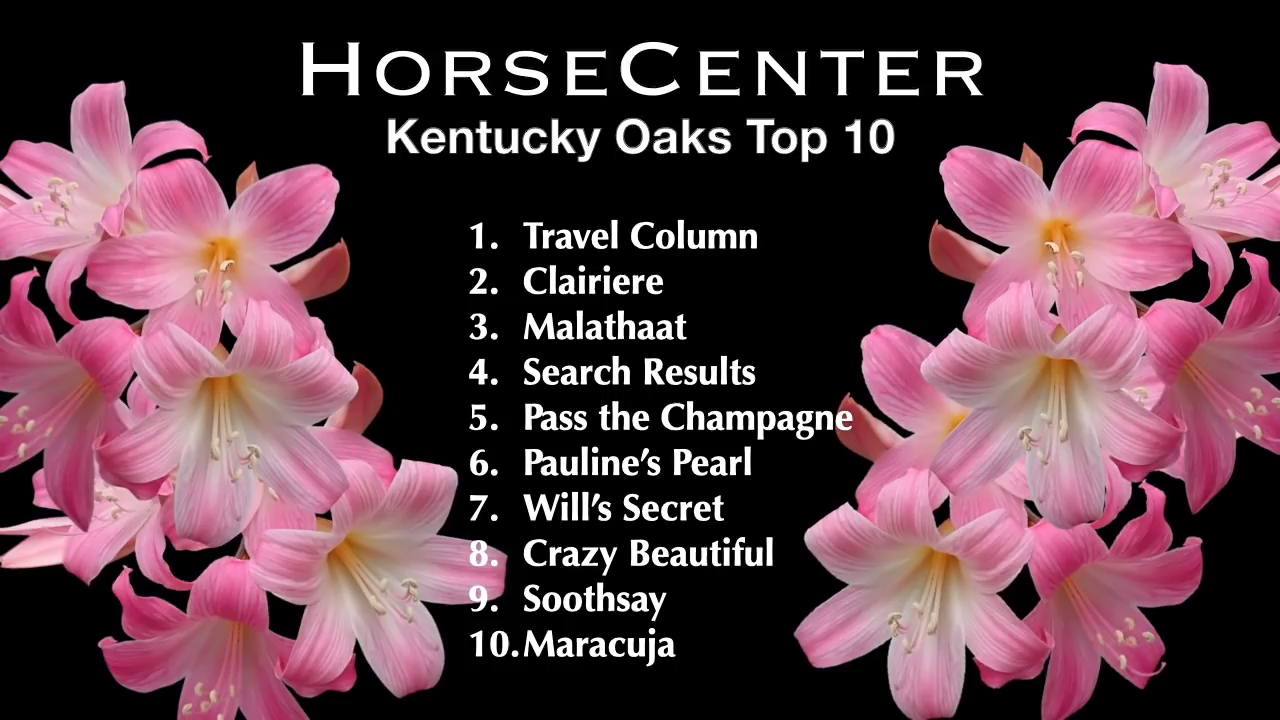 HORSECENTER
Kentucky Oaks Top 10
1. Travel Column
2. Clairiere
3. Malathaat
4. Search Results
5. Pass the Champagne
6. Pauline's Pearl
7. Will's Secret
8. Crazy Beautiful
9. Soothsay
10. Maracuja